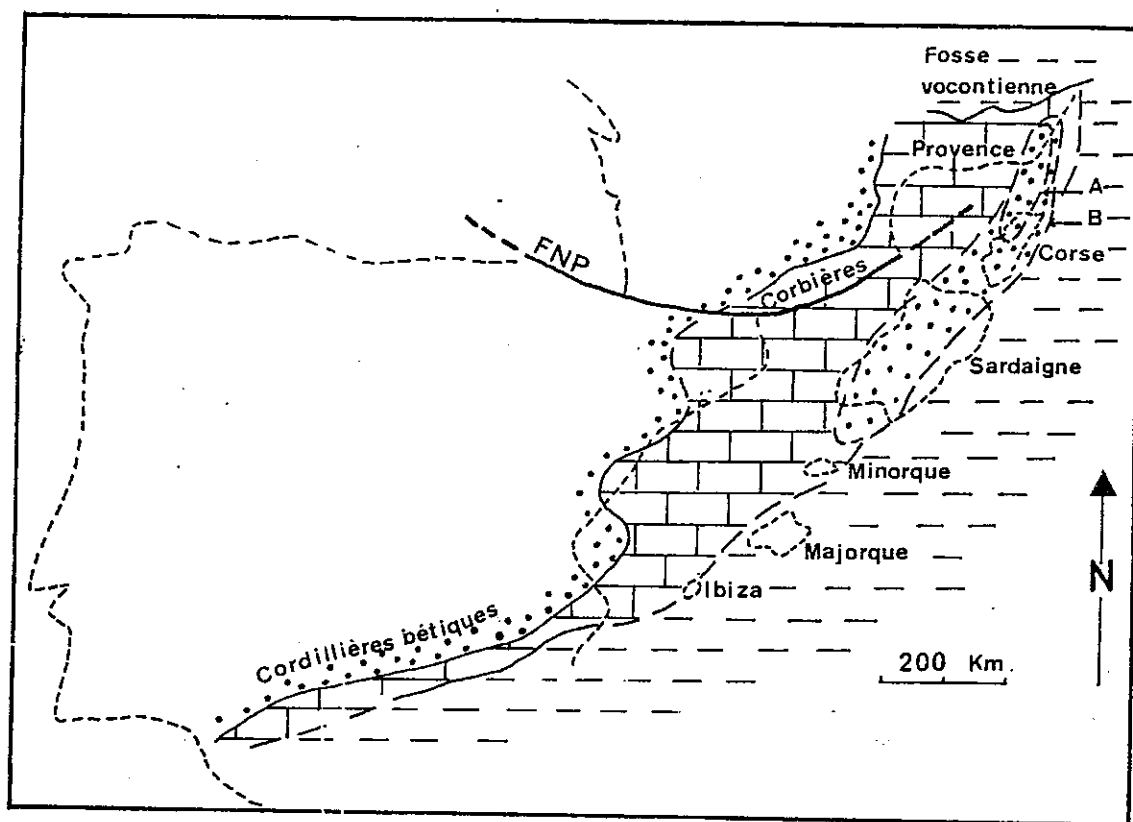 Fosse
vocontienne
Provence
A
B
FNP
Corse
Corbières
Sardaigne
Minorque
Majorque
N
Ibiza
Cordillières bétiques
200 Km.